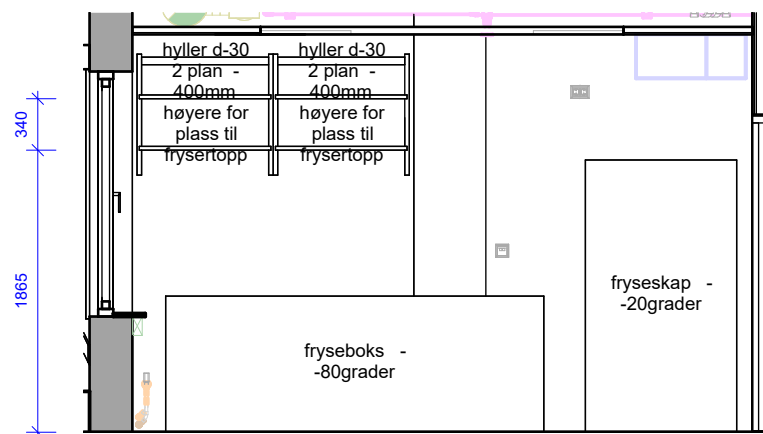 hyller d-30
2 plan -
400mm
høyere for
plass til
frysertopp
hyller d-30
2 plan -
400mm
høyere for
plass til
frysertopp
340
1865
fryseboks -
-80grader
fryseskap -
-20grader